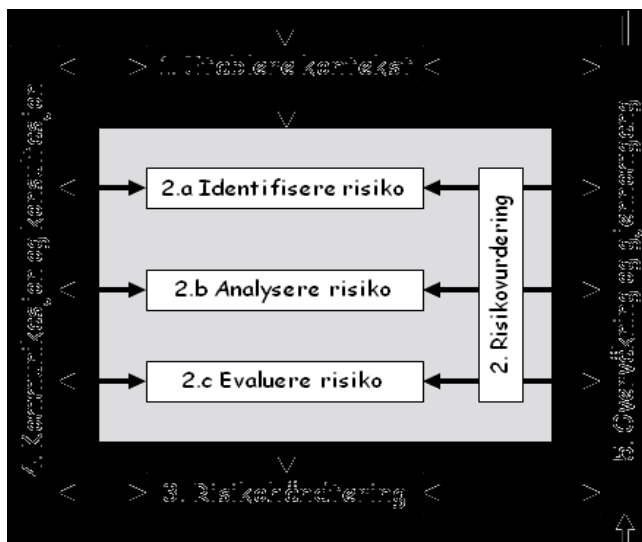 1. Etablere kontekst
4. Kommunikasjon og konsultasjon
2.a Identifisere risiko
2.b Analysere risiko
2.c Evaluere risiko
2. Risikovurdering
5. Overvåkning og gjennomgang
3. Risikohåndtering